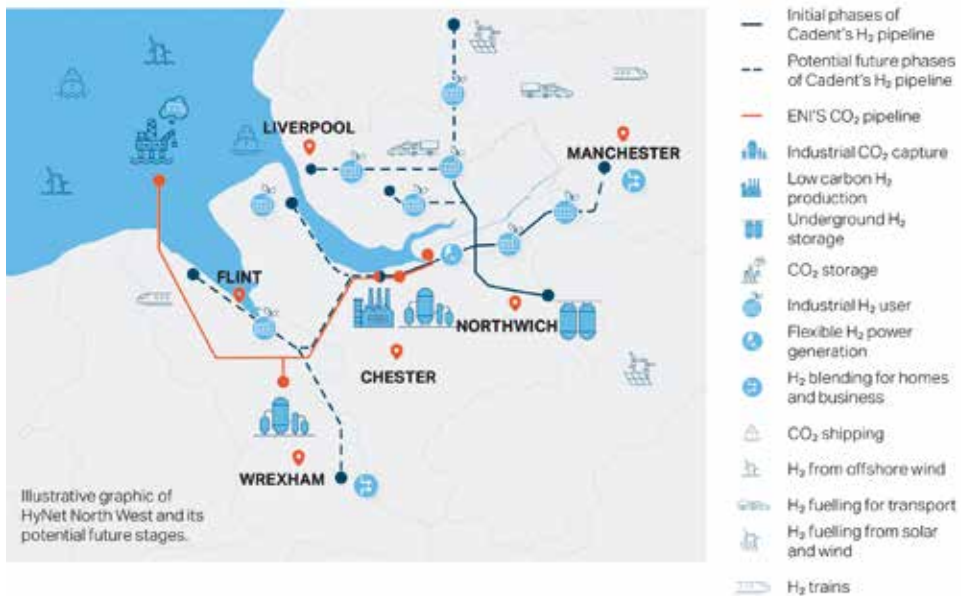 LIVERPOOL
MANCHESTER
FLINT
NORTHWICH
CHESTER
WREXHAM
Illustrative graphic of
HyNet North West and its
potential future stages.
Initial phases of
Cadent's H₂ pipeline
Potential future phases
of Cadent's H₂ pipeline
ENI'S CO₂ pipeline
Industrial CO₂ capture
Low carbon H₂
production
Underground H₂
storage
CO₂ storage
Industrial H₂ user
Flexible H₂ power
generation
H₂ blending for homes
and business
CO₂ shipping
H₂ from offshore wind
H₂ fuelling for transport
H₂ fuelling from solar
and wind
H₂ trains